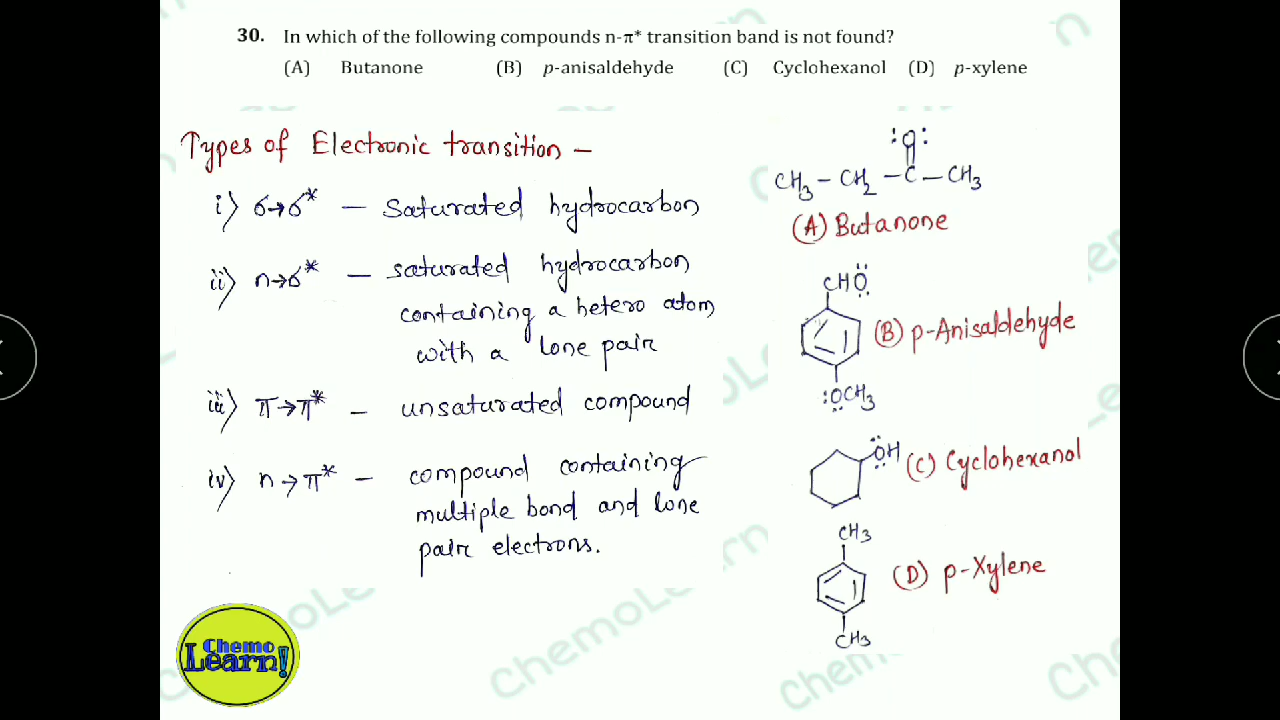 30. In which of the following compounds n-π* transition band is not found?
(A) Butanone (B) p-anisaldehyde (C) Cyclohexanol (D) p-xylene
Types of Electronic transition –
i) σ→σ* – Saturated hydrocarbon
ii) n→σ* – saturated hydrocarbon
containing a hetero atom
with a lone pair
iii) π→π* – unsaturated compound
iv) n→π* – compound containing
multiple bond and lone
pair electrons.
:O:
CH₃ – CH₂ – C – CH₃
(A) Butanone
CHO
(B) p-Anisaldehyde
:OCH₃
OH
(C) Cyclohexanol
CH₃
(D) p-Xylene
CH₃
Chemo
Learn!
ChemoLearn